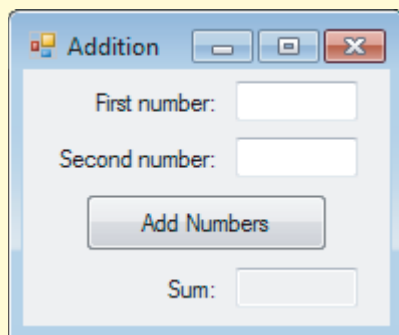 Addition
First number:
Second number:
Add Numbers
Sum: